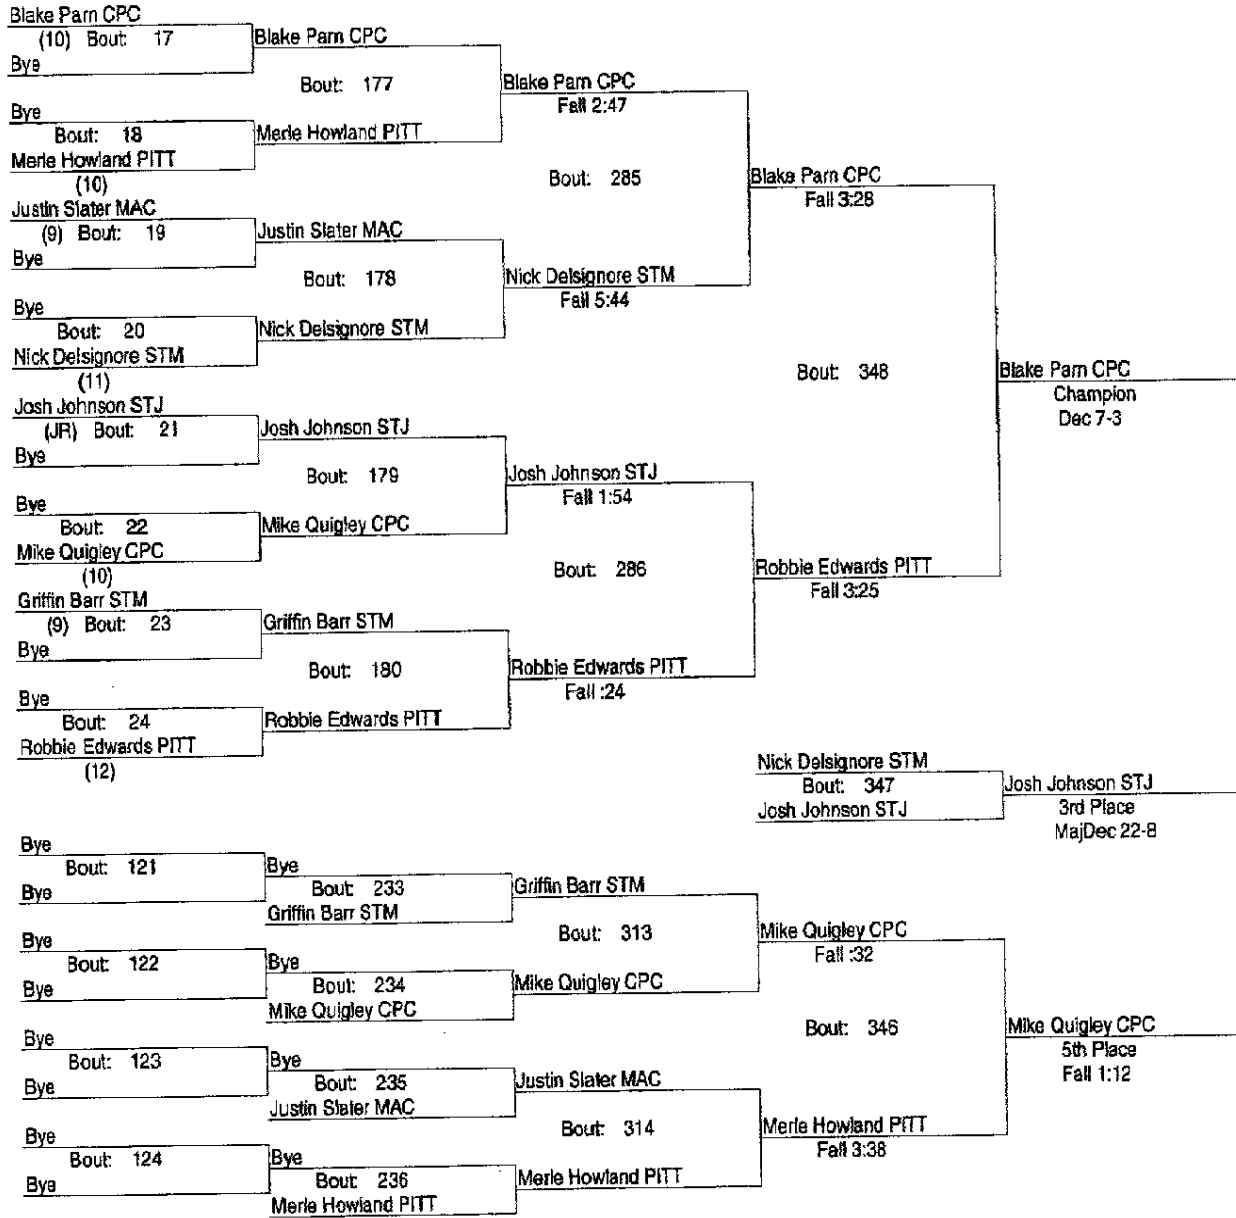 Blake Parn CPC
(10) Bout: 17
Bye
Blake Parn CPC
Bout: 177
Blake Parn CPC
Fall 2:47
Bye
Bout: 18
Merle Howland PITT
Merle Howland PITT
(10)
Bout: 285
Blake Parn CPC
Fall 3:28
Justin Slater MAC
(9) Bout: 19
Bye
Justin Slater MAC
Bout: 178
Nick Delsignore STM
Fall 5:44
Bye
Bout: 20
Nick Delsignore STM
Nick Delsignore STM
(11)
Bout: 348
Blake Parn CPC
Champion
Dec 7-3
Josh Johnson STJ
(JR) Bout: 21
Bye
Josh Johnson STJ
Bout: 179
Josh Johnson STJ
Fall 1:54
Bye
Bout: 22
Mike Quigley CPC
Mike Quigley CPC
(10)
Bout: 286
Robbie Edwards PITT
Fall 3:25
Griffin Barr STM
(9) Bout: 23
Bye
Griffin Barr STM
Bout: 180
Robbie Edwards PITT
Fall :24
Bye
Bout: 24
Robbie Edwards PITT
Robbie Edwards PITT
(12)
Nick Delsignore STM
Bout: 347
Josh Johnson STJ
Josh Johnson STJ
3rd Place
MajDec 22-8
Bye
Bout: 121
Bye
Bye
Bout: 233
Griffin Barr STM
Griffin Barr STM
Bout: 313
Mike Quigley CPC
Fall :32
Bye
Bout: 122
Bye
Bye
Bout: 234
Mike Quigley CPC
Mike Quigley CPC
Bout: 346
Mike Quigley CPC
5th Place
Fall 1:12
Bye
Bout: 123
Bye
Bye
Bout: 235
Justin Slater MAC
Justin Slater MAC
Bout: 314
Merle Howland PITT
Fall 3:38
Bye
Bout: 124
Bye
Bye
Bout: 236
Merle Howland PITT
Merle Howland PITT